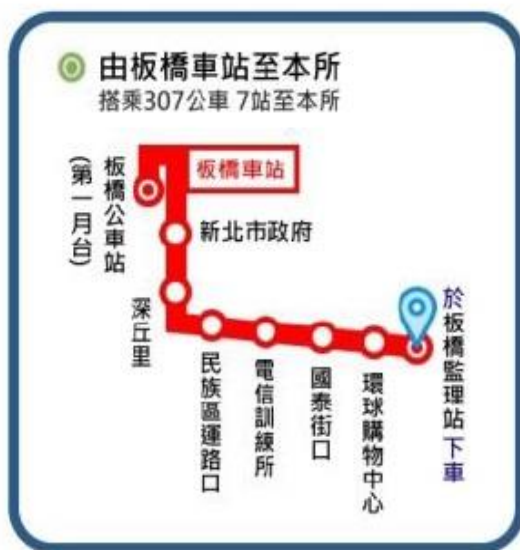 由板橋車站至本所
搭乘307公車 7站至本所
板橋車站
板橋公車站
(第一月台)
新北市政府
深丘里
民族區運路口
電信訓練所
國泰街口
環球購物中心
於板橋監理站下車